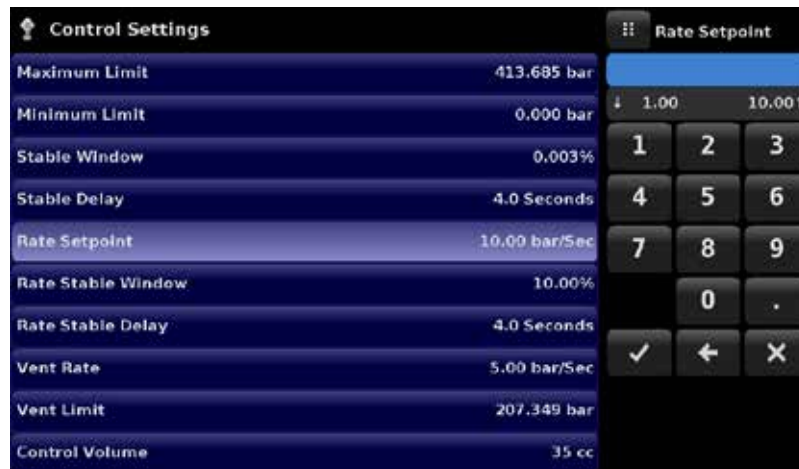 Control Settings
Maximum Limit 413.685 bar
Minimum Limit 0.000 bar
Stable Window 0.003%
Stable Delay 4.0 Seconds
Rate Setpoint 10.00 bar/Sec
Rate Stable Window 10.00%
Rate Stable Delay 4.0 Seconds
Vent Rate 5.00 bar/Sec
Vent Limit 207.349 bar
Control Volume 35 cc
Rate Setpoint
↓ 1.00 10.00↑
1 2 3
4 5 6
7 8 9
0 .